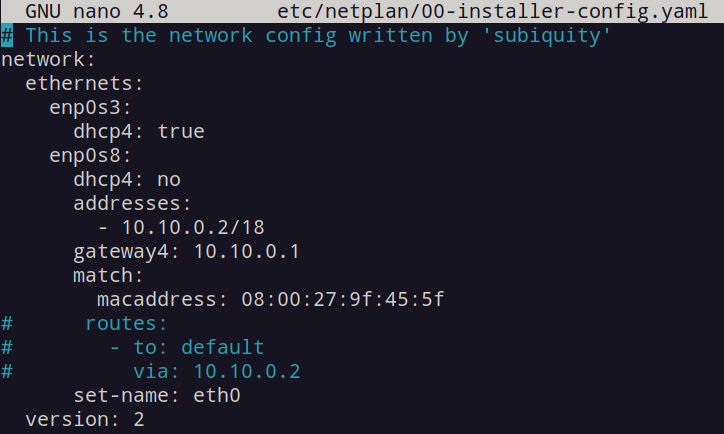 GNU nano 4.8 etc/netplan/00-installer-config.yaml
# This is the network config written by 'subiquity'
network:
  ethernets:
    enp0s3:
      dhcp4: true
    enp0s8:
      dhcp4: no
      addresses:
        - 10.10.0.2/18
      gateway4: 10.10.0.1
      match:
        macaddress: 08:00:27:9f:45:5f
#      routes:
#        - to: default
#          via: 10.10.0.2
      set-name: eth0
  version: 2